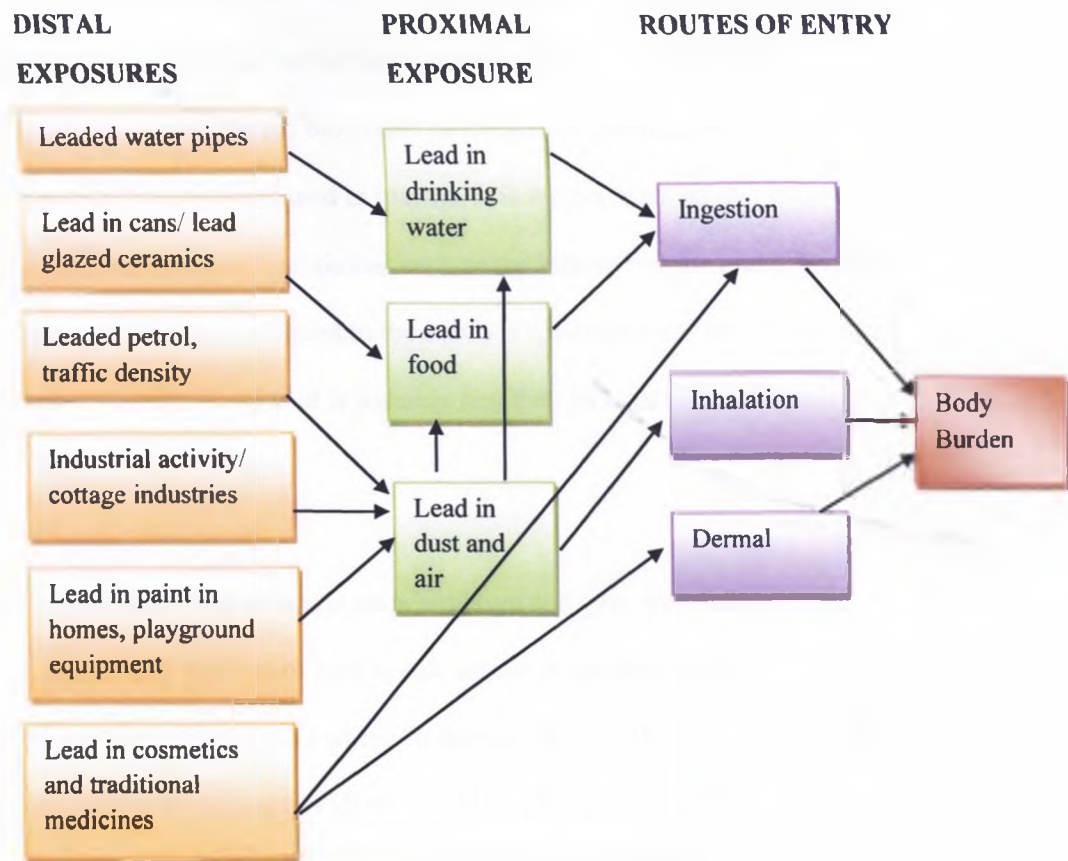 DISTAL
EXPOSURES
PROXIMAL
EXPOSURE
ROUTES OF ENTRY
Leaded water pipes
Lead in cans/ lead
glazed ceramics
Leaded petrol,
traffic density
Industrial activity/
cottage industries
Lead in paint in
homes, playground
equipment
Lead in cosmetics
and traditional
medicines
Lead in
drinking
water
Lead in
food
Lead in
dust and
air
Ingestion
Inhalation
Dermal
Body
Burden